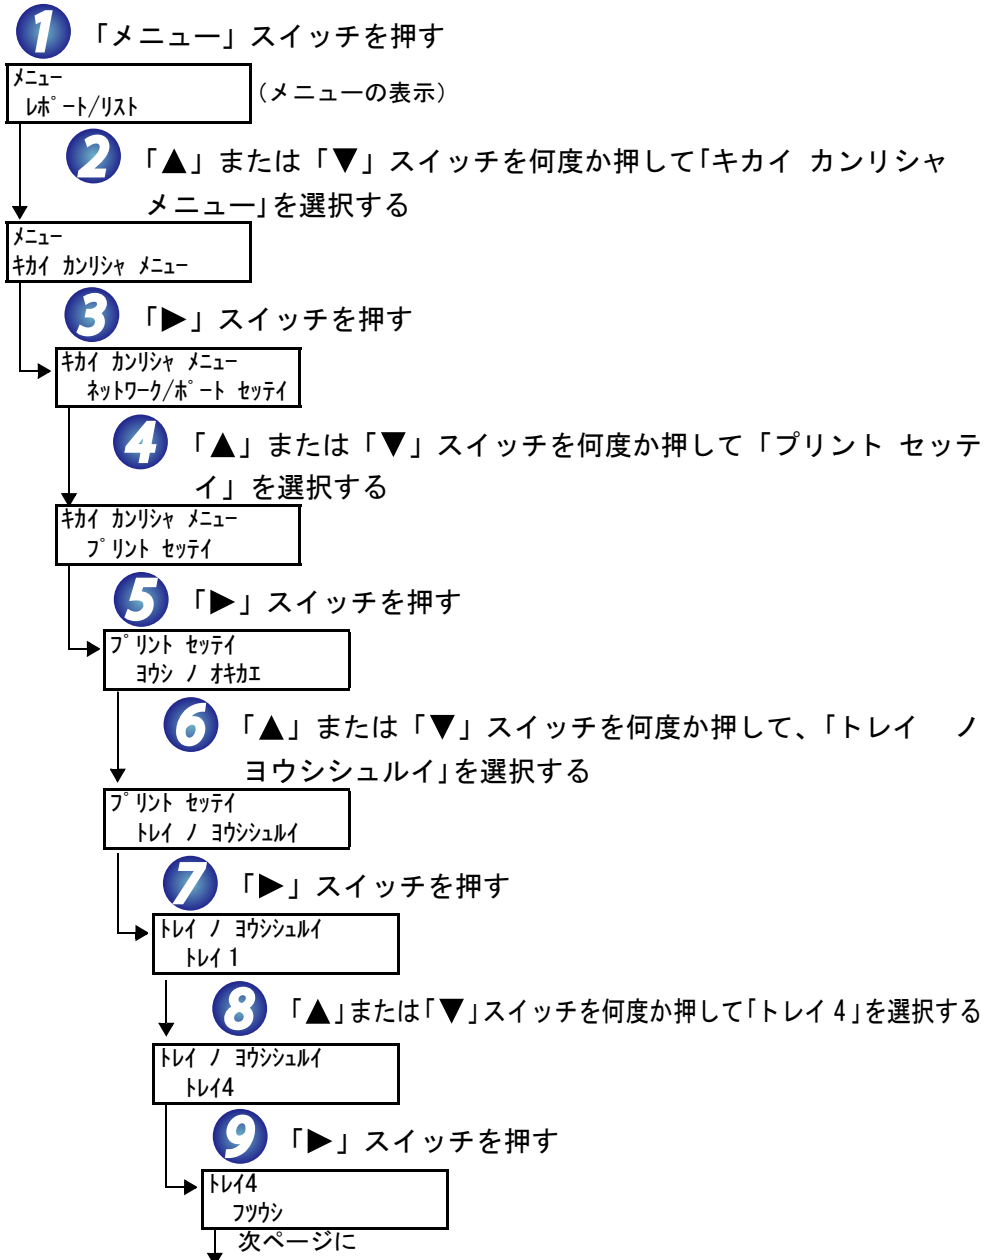 1 「メニュー」スイッチを押す
ﾒﾆｭｰ
ﾚﾎﾟｰﾄ/ﾘｽﾄ
(メニューの表示)
2 「▲」または「▼」スイッチを何度か押して「キカイ カンリシャ
メニュー」を選択する
ﾒﾆｭｰ
ｷｶｲ ｶﾝﾘｼｬ ﾒﾆｭｰ
3 「▶」スイッチを押す
ｷｶｲ ｶﾝﾘｼｬ ﾒﾆｭｰ
ﾈｯﾄﾜｰｸ/ﾎﾟｰﾄ ｾｯﾃｲ
4 「▲」または「▼」スイッチを何度か押して「プリント セッテ
イ」を選択する
ｷｶｲ ｶﾝﾘｼｬ ﾒﾆｭｰ
ﾌﾟﾘﾝﾄ ｾｯﾃｲ
5 「▶」スイッチを押す
ﾌﾟﾘﾝﾄ ｾｯﾃｲ
ﾖｳｼ ﾉ ｵｷｶｴ
6 「▲」または「▼」スイッチを何度か押して、「トレイ ノ
ヨウシシュルイ」を選択する
ﾌﾟﾘﾝﾄ ｾｯﾃｲ
ﾄﾚｲ ﾉ ﾖｳｼｼｭﾙｲ
7 「▶」スイッチを押す
ﾄﾚｲ ﾉ ﾖｳｼｼｭﾙｲ
ﾄﾚｲ 1
8 「▲」または「▼」スイッチを何度か押して「トレイ 4」を選択する
ﾄﾚｲ ﾉ ﾖｳｼｼｭﾙｲ
ﾄﾚｲ4
9 「▶」スイッチを押す
ﾄﾚｲ4
ﾌﾂｳｼ
次ページに